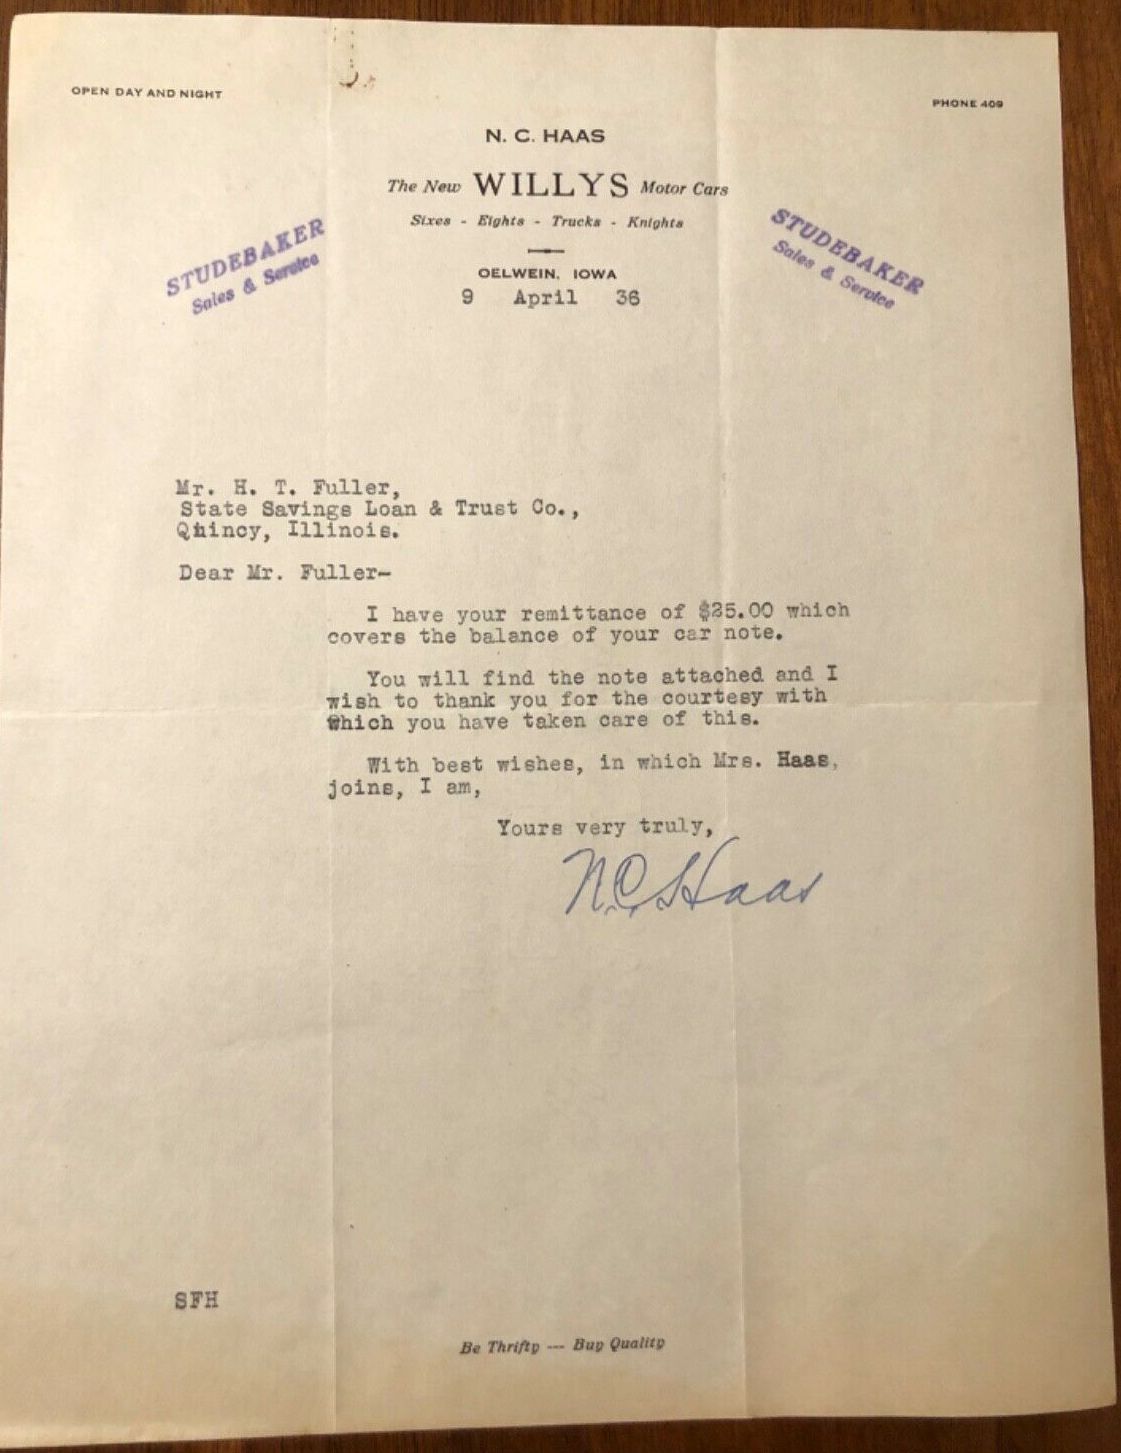 OPEN DAY AND NIGHT
PHONE 409
N. C. HAAS
The New WILLYS Motor Cars
Sixes - Eights - Trucks - Knights
STUDEBAKER
Sales & Service
STUDEBAKER
Sales & Service
OELWEIN, IOWA
9 April 36
Mr. H. T. Fuller,
State Savings Loan & Trust Co.,
Quincy, Illinois.
Dear Mr. Fuller-
I have your remittance of $25.00 which
covers the balance of your car note.
You will find the note attached and I
wish to thank you for the courtesy with
which you have taken care of this.
With best wishes, in which Mrs. Haas,
joins, I am,
Yours very truly,
N.C. Haas
SFH
Be Thrifty --- Buy Quality